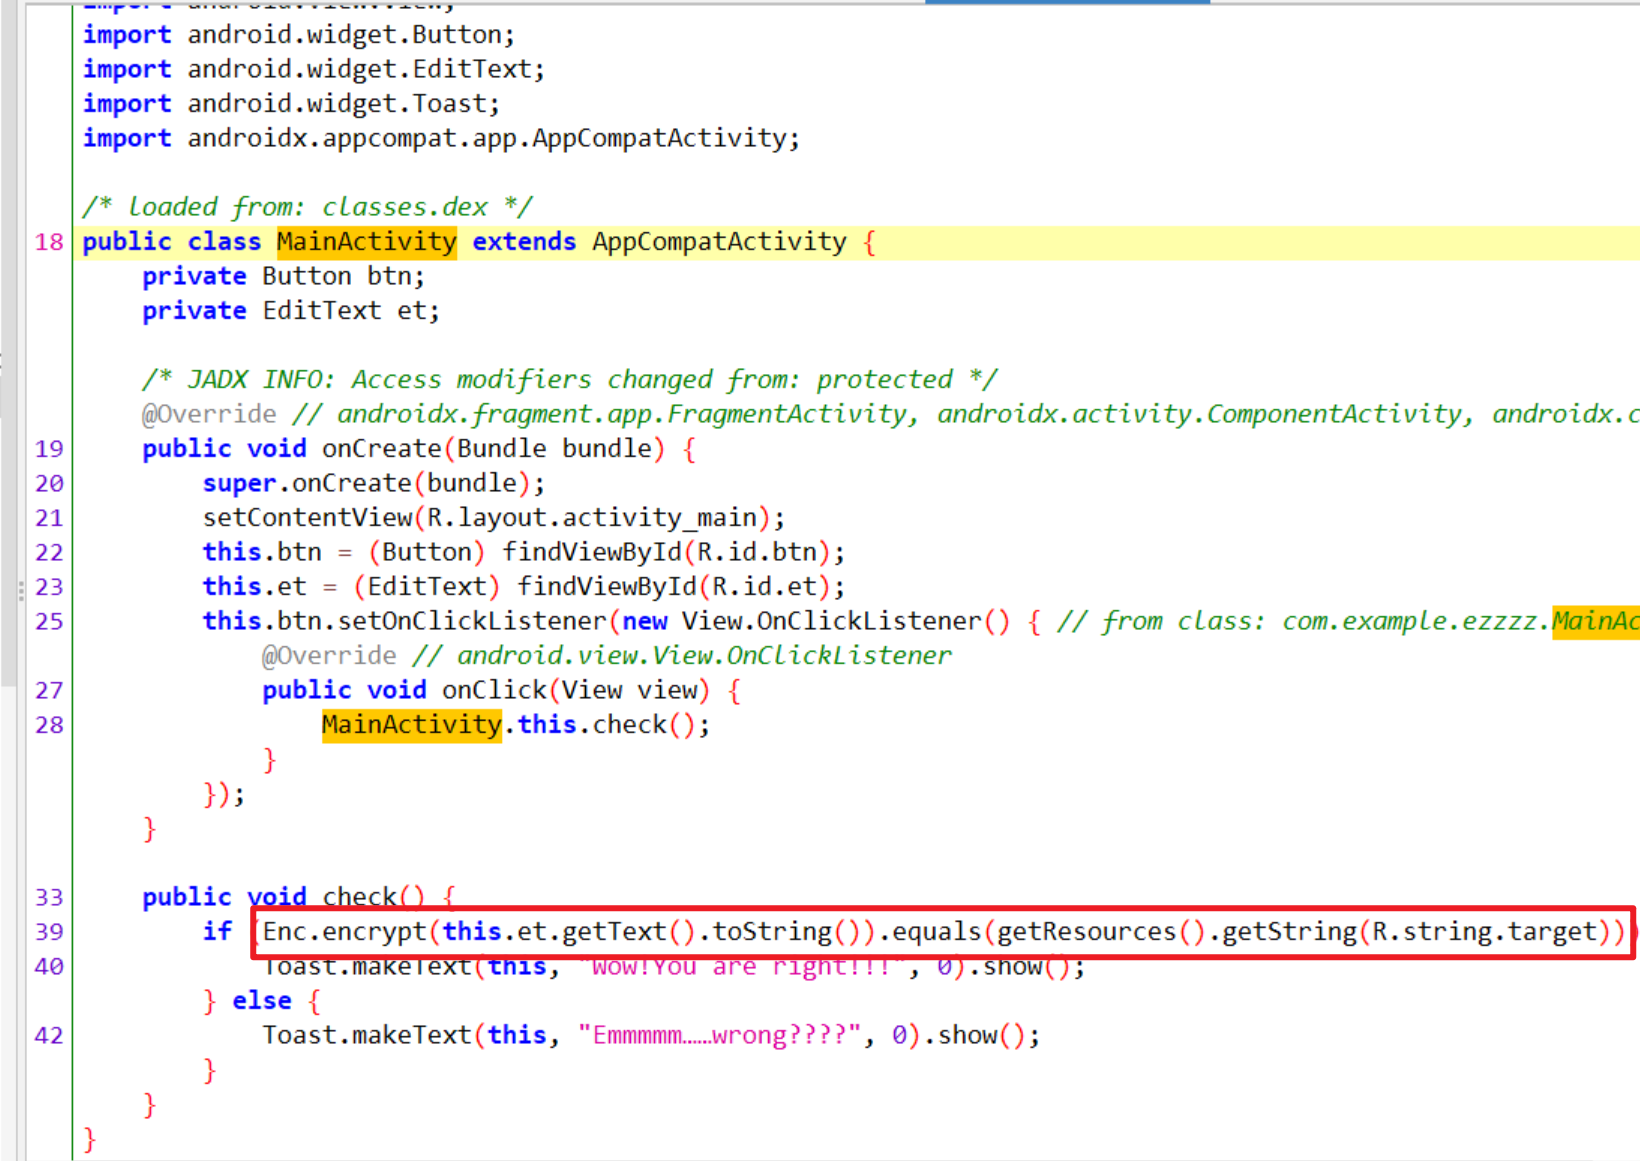 import android.view.View;
import android.widget.Button;
import android.widget.EditText;
import android.widget.Toast;
import androidx.appcompat.app.AppCompatActivity;
/* loaded from: classes.dex */
18 public class MainActivity extends AppCompatActivity {
private Button btn;
private EditText et;
/* JADX INFO: Access modifiers changed from: protected */
@Override // androidx.fragment.app.FragmentActivity, androidx.activity.ComponentActivity, androidx.c
19 public void onCreate(Bundle bundle) {
20 super.onCreate(bundle);
21 setContentView(R.layout.activity_main);
22 this.btn = (Button) findViewById(R.id.btn);
23 this.et = (EditText) findViewById(R.id.et);
25 this.btn.setOnClickListener(new View.OnClickListener() { // from class: com.example.ezzzz.MainAc
@Override // android.view.View.OnClickListener
27 public void onClick(View view) {
28 MainActivity.this.check();
}
});
}
33 public void check() {
39 if (Enc.encrypt(this.et.getText().toString()).equals(getResources().getString(R.string.target)))
40 Toast.makeText(this, "Wow!You are right!!!", 0).show();
} else {
42 Toast.makeText(this, "Emmmmm……wrong????", 0).show();
}
}
}